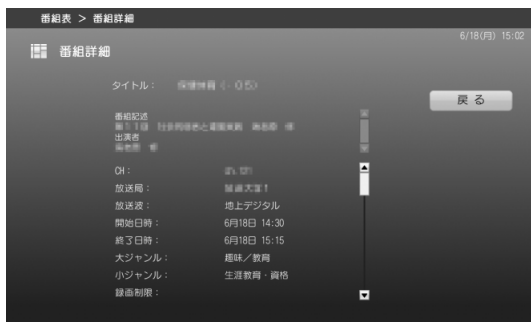 番組表 > 番組詳細
6/18(月) 15:02
番組詳細
タイトル：
戻る
番組記述
出演者
CH：
放送局：
放送波： 地上デジタル
開始日時： 6月18日 14:30
終了日時： 6月18日 15:15
大ジャンル： 趣味／教育
小ジャンル： 生涯教育・資格
録画制限：